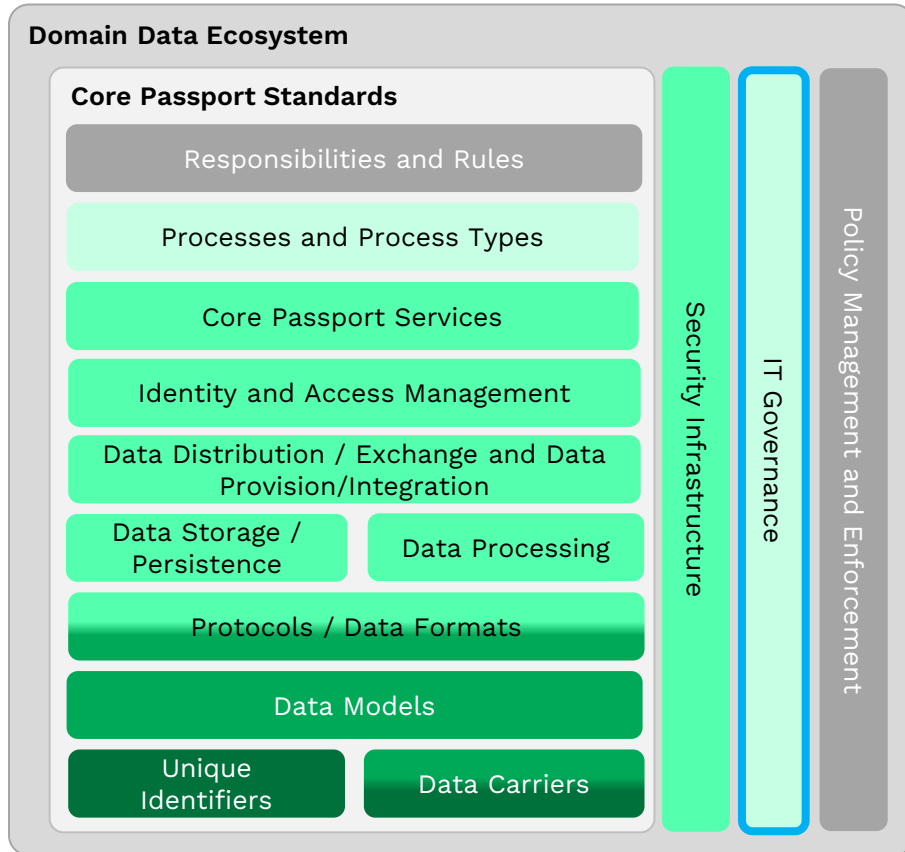 Domain Data Ecosystem
Core Passport Standards
Responsibilities and Rules
Processes and Process Types
Core Passport Services
Identity and Access Management
Data Distribution / Exchange and Data
Provision/Integration
Data Storage /
Persistence
Data Processing
Protocols / Data Formats
Data Models
Unique
Identifiers
Data Carriers
Security Infrastructure
IT Governance
Policy Management and Enforcement